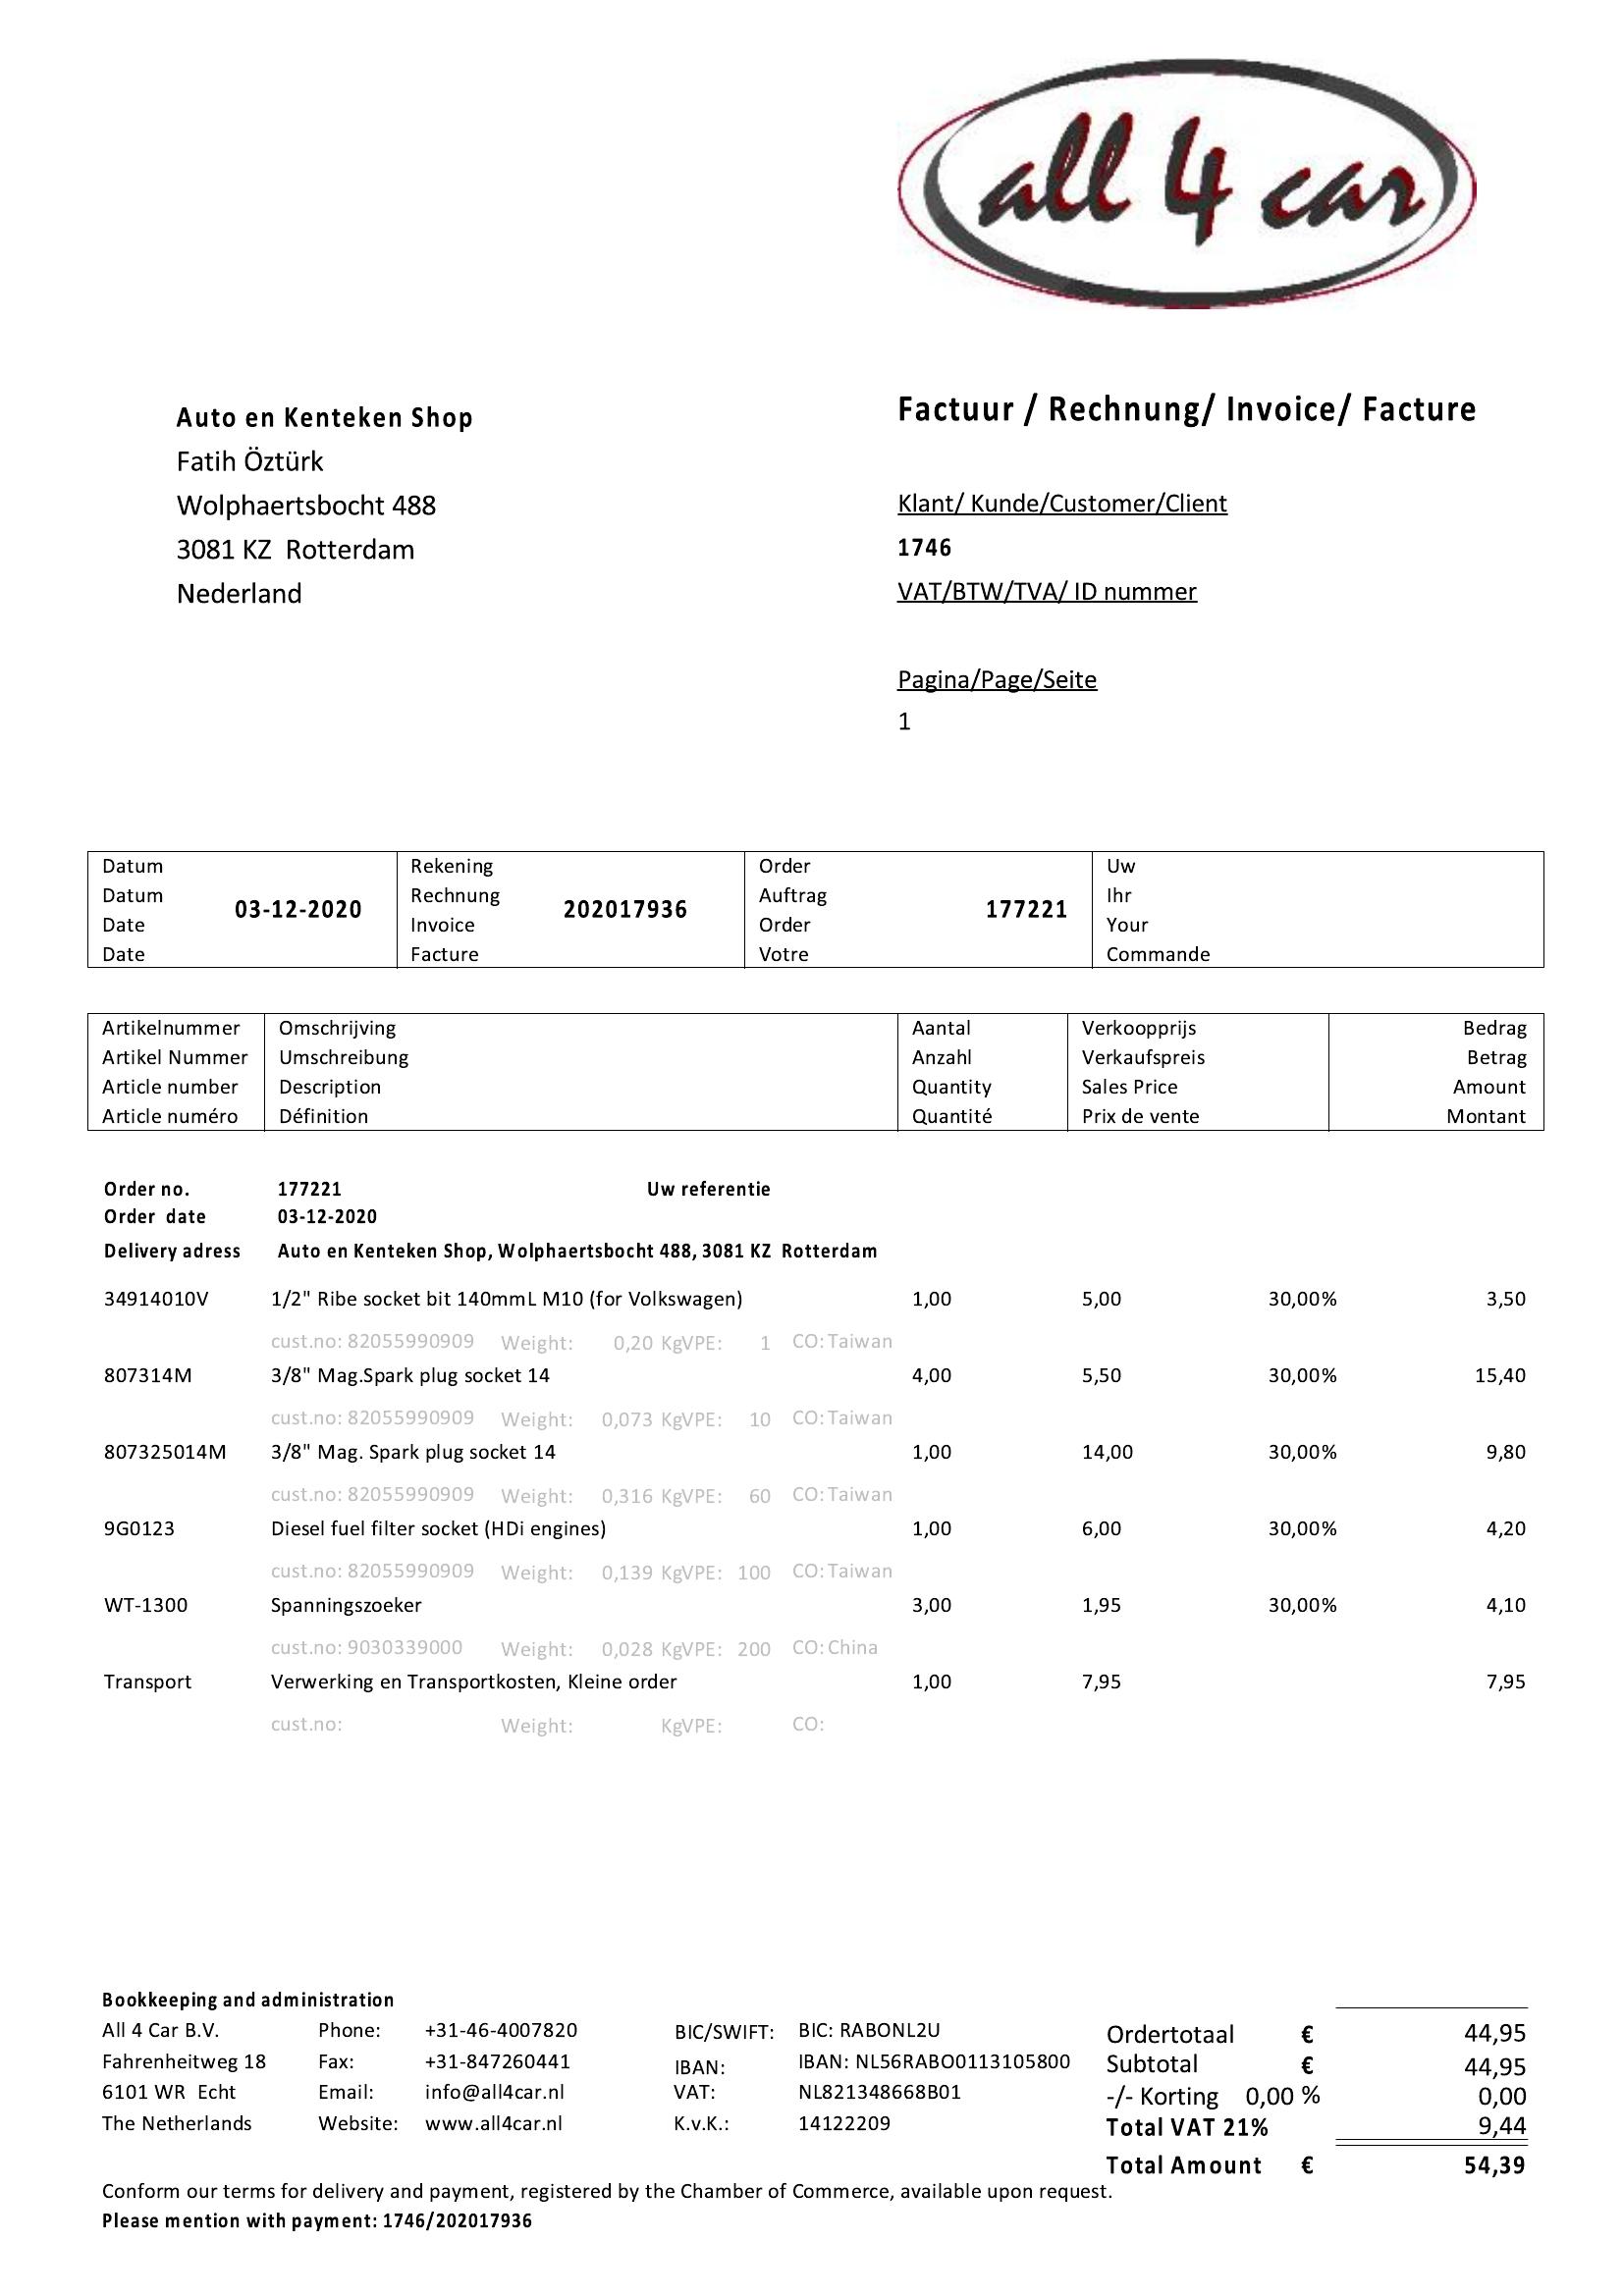 all 4 car
Auto en Kenteken Shop
Fatih Öztürk
Wolphaertsbocht 488
3081 KZ  Rotterdam
Nederland
Factuur / Rechnung/ Invoice/ Facture
Klant/ Kunde/Customer/Client
1746
VAT/BTW/TVA/ ID nummer
Pagina/Page/Seite
1
Datum
Datum
Date
Date
03-12-2020
Rekening
Rechnung
Invoice
Facture
202017936
Order
Auftrag
Order
Votre
177221
Uw
Ihr
Your
Commande
Artikelnummer
Artikel Nummer
Article number
Article numéro
Omschrijving
Umschreibung
Description
Définition
Aantal
Anzahl
Quantity
Quantité
Verkoopprijs
Verkaufspreis
Sales Price
Prix de vente
Bedrag
Betrag
Amount
Montant
Order no. 177221 Uw referentie
Order  date 03-12-2020
Delivery adress Auto en Kenteken Shop, Wolphaertsbocht 488, 3081 KZ  Rotterdam
34914010V 1/2" Ribe socket bit 140mmL M10 (for Volkswagen) 1,00 5,00 30,00% 3,50
cust.no: 82055990909 Weight: 0,20 KgVPE: 1 CO: Taiwan
807314M 3/8" Mag.Spark plug socket 14 4,00 5,50 30,00% 15,40
cust.no: 82055990909 Weight: 0,073 KgVPE: 10 CO: Taiwan
807325014M 3/8" Mag. Spark plug socket 14 1,00 14,00 30,00% 9,80
cust.no: 82055990909 Weight: 0,316 KgVPE: 60 CO: Taiwan
9G0123 Diesel fuel filter socket (HDi engines) 1,00 6,00 30,00% 4,20
cust.no: 82055990909 Weight: 0,139 KgVPE: 100 CO: Taiwan
WT-1300 Spanningszoeker 3,00 1,95 30,00% 4,10
cust.no: 9030339000 Weight: 0,028 KgVPE: 200 CO: China
Transport Verwerking en Transportkosten, Kleine order 1,00 7,95 7,95
cust.no: Weight: KgVPE: CO:
Bookkeeping and administration
All 4 Car B.V. Phone: +31-46-4007820 BIC/SWIFT: BIC: RABONL2U
Fahrenheitweg 18 Fax: +31-847260441 IBAN: IBAN: NL56RABO0113105800
6101 WR  Echt Email: info@all4car.nl VAT: NL821348668B01
The Netherlands Website: www.all4car.nl K.v.K.: 14122209
Ordertotaal € 44,95
Subtotal € 44,95
-/- Korting 0,00 % 0,00
Total VAT 21% 9,44
Total Amount € 54,39
Conform our terms for delivery and payment, registered by the Chamber of Commerce, available upon request.
Please mention with payment: 1746/202017936